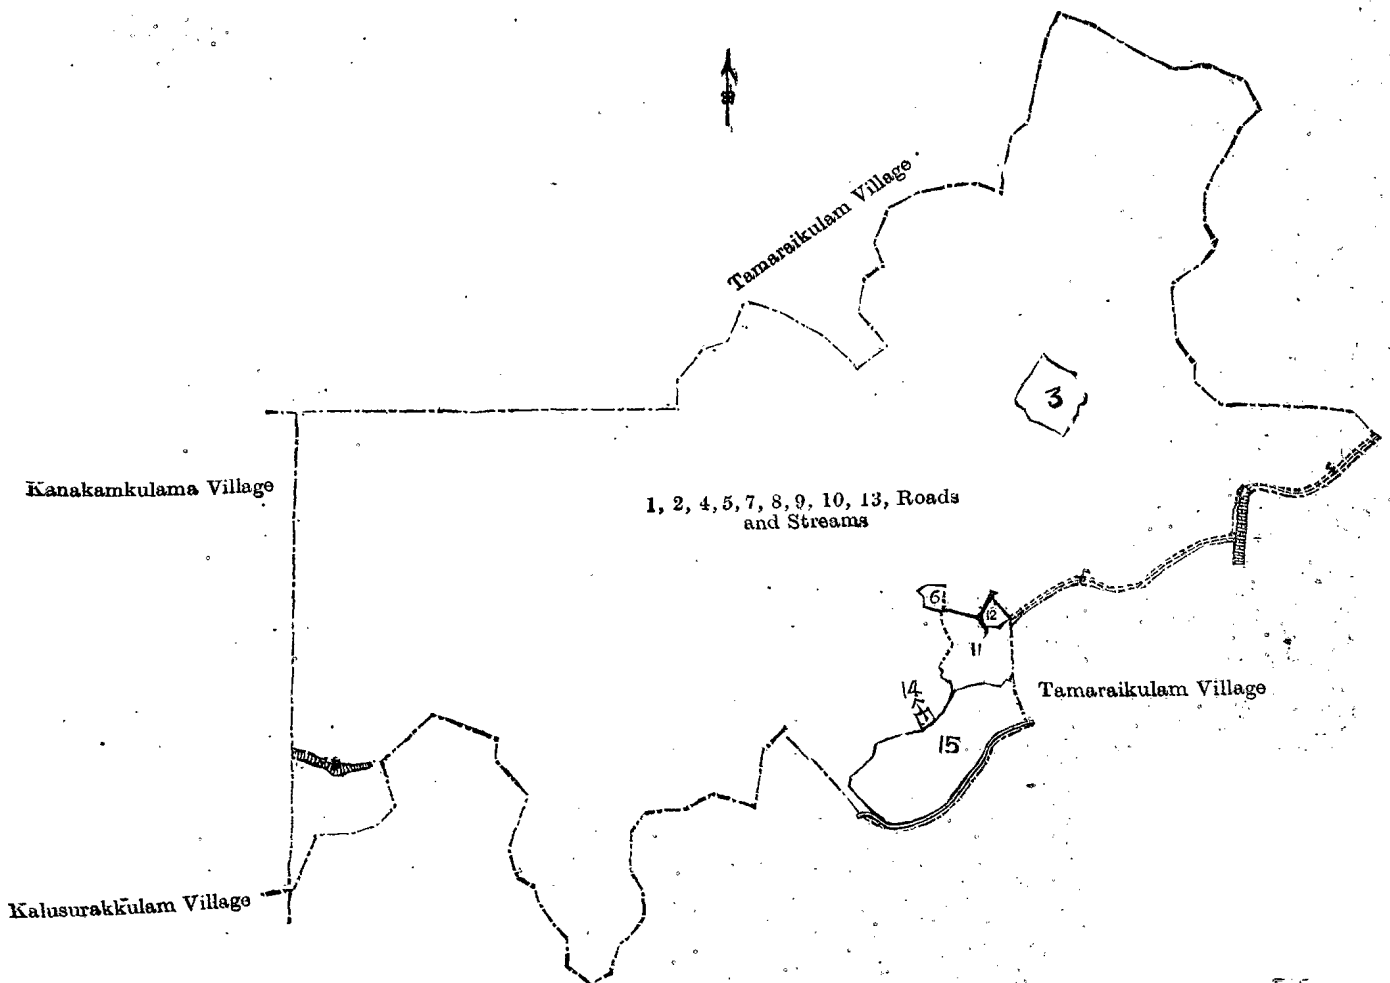 Tamaraikulam Village
3
Kanakamkulama Village
1, 2, 4, 5, 7, 8, 9, 10, 13, Roads
and Streams
6
12
11
14
Tamaraikulam Village
15
Kalusurakkulam Village